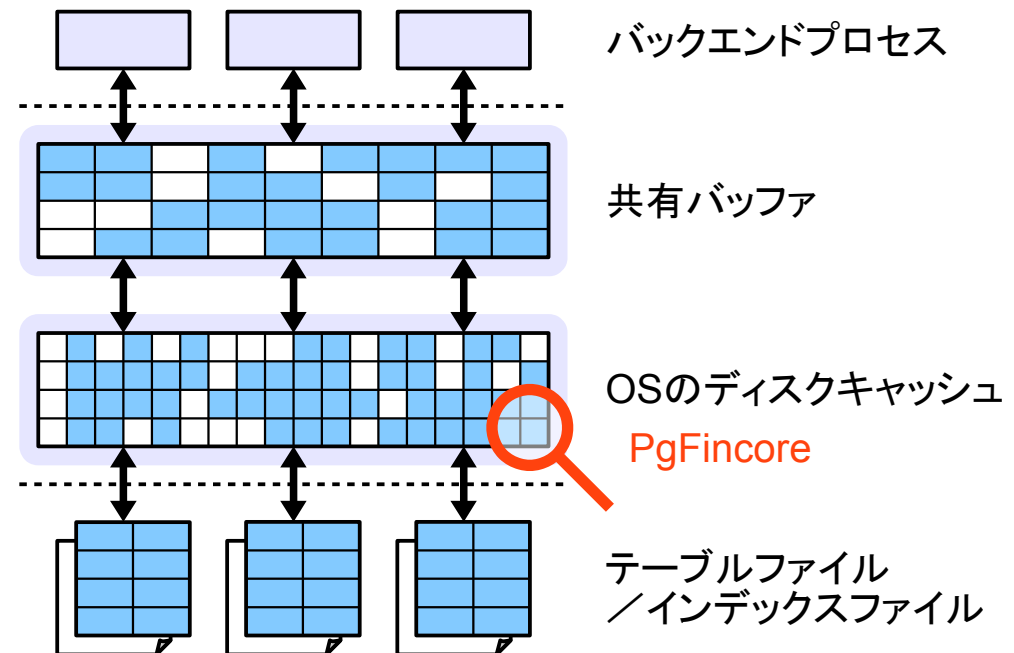 バックエンドプロセス
共有バッファ
OSのディスクキャッシュ
PgFincore
テーブルファイル
／インデックスファイル